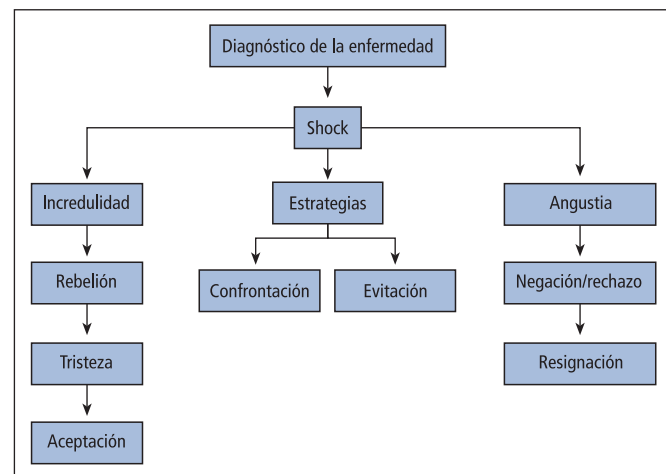 Diagnóstico de la enfermedad
Shock
Incredulidad
Estrategias
Angustia
Rebelión
Confrontación
Evitación
Negación/rechazo
Tristeza
Resignación
Aceptación